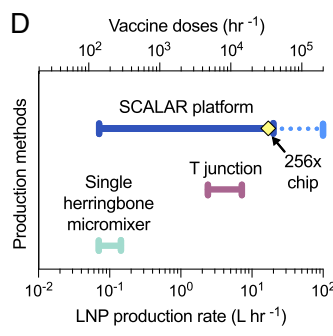 D
Vaccine doses (hr ⁻¹)
10² 10³ 10⁴ 10⁵
Production methods
SCALAR platform
256x
chip
T junction
Single
herringbone
micromixer
10⁻² 10⁻¹ 10⁰ 10¹ 10²
LNP production rate (L hr ⁻¹)